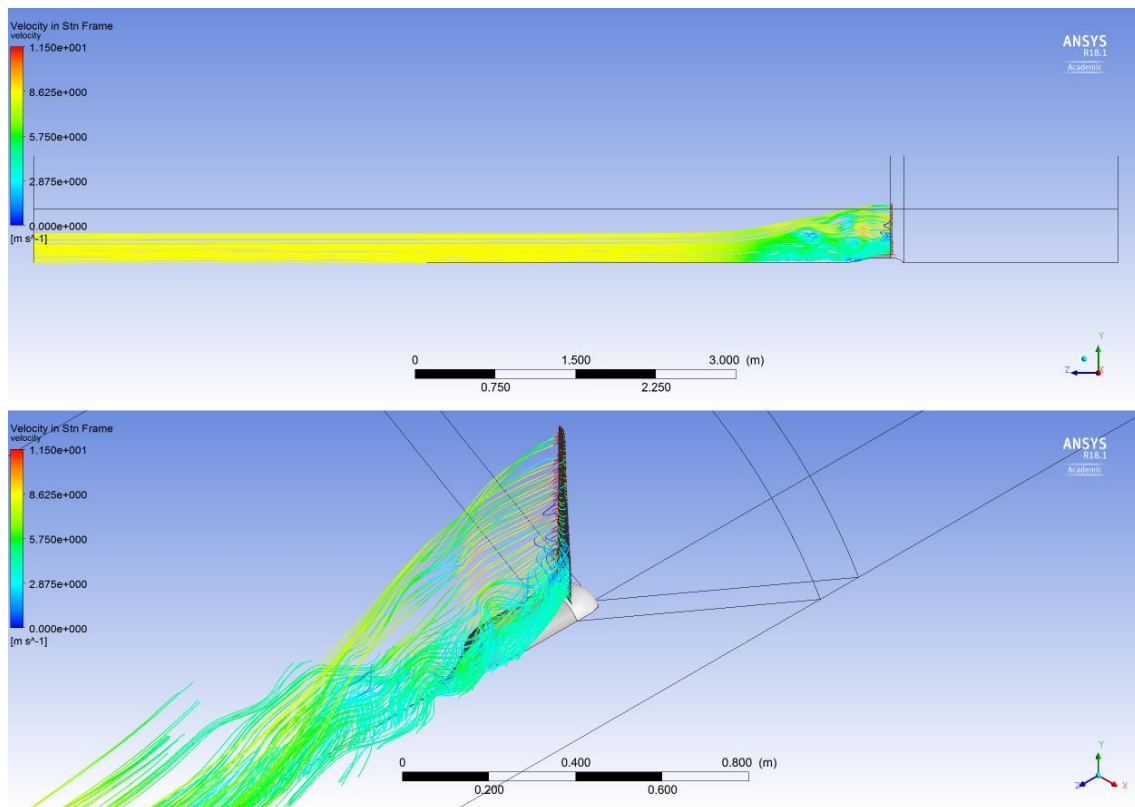 Velocity in Stn Frame
velocity
1.150e+001
8.625e+000
5.750e+000
2.875e+000
0.000e+000
[m s^-1]
ANSYS
R18.1
Academic
0 1.500 3.000 (m)
0.750 2.250
Y
Z X
Velocity in Stn Frame
velocity
1.150e+001
8.625e+000
5.750e+000
2.875e+000
0.000e+000
[m s^-1]
ANSYS
R18.1
Academic
0 0.400 0.800 (m)
0.200 0.600
Y
Z X